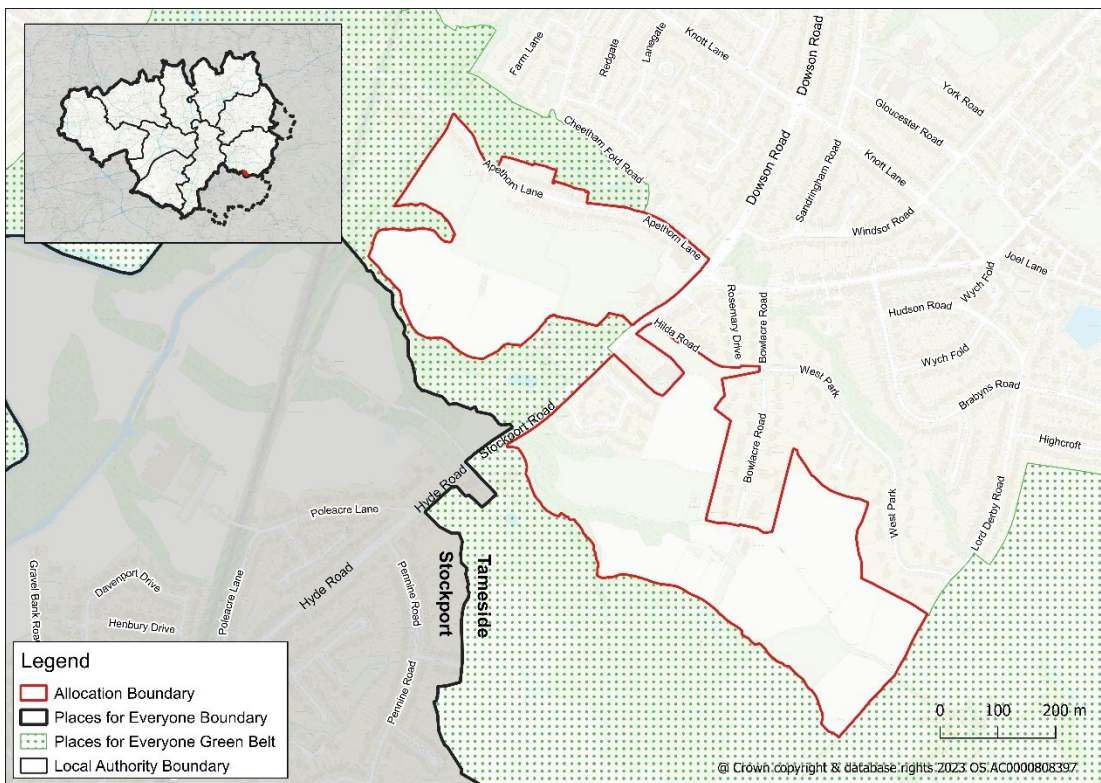 Farm Lane
Redgate
Lanegate
Knott Lane
Dowson Road
York Road
Gloucester Road
Cheetham Fold Road
Dowson Road
Sandringham Road
Knott Lane
Apethorn Lane
Windsor Road
Apethorn Lane
Joel Lane
Wych Fold
Hudson Road
Rosemary Drive
Bowlacre Road
Hilda Road
West Park
Wych Fold
Brabyns Road
Highcroft
Stockport Road
Bowlacre Road
Hyde Road
Poleacre Lane
West Park
Lord Derby Road
Tameside
Stockport
Gravel Bank Road
Davenport Drive
Henbury Drive
Poleacre Lane
Hyde Road
Pennine Road
Pennine Road
Legend
Allocation Boundary
Places for Everyone Boundary
Places for Everyone Green Belt
Local Authority Boundary
0 100 200 m
@ Crown copyright & database rights 2023 OS AC0000808397.